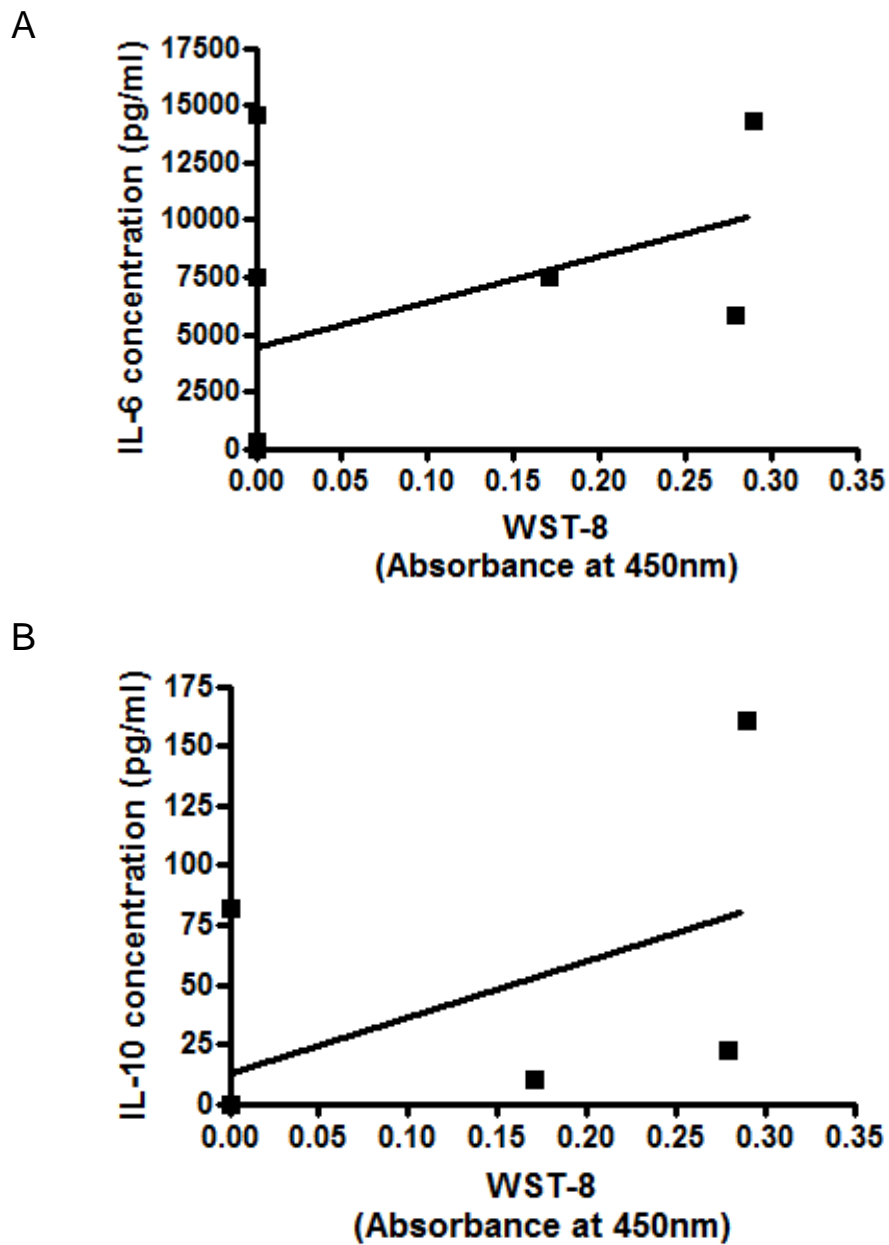 A
IL-6 concentration (pg/ml)
17500
15000
12500
10000
7500
5000
2500
0
0.00 0.05 0.10 0.15 0.20 0.25 0.30 0.35
WST-8
(Absorbance at 450nm)
B
IL-10 concentration (pg/ml)
175
150
125
100
75
50
25
0
0.00 0.05 0.10 0.15 0.20 0.25 0.30 0.35
WST-8
(Absorbance at 450nm)